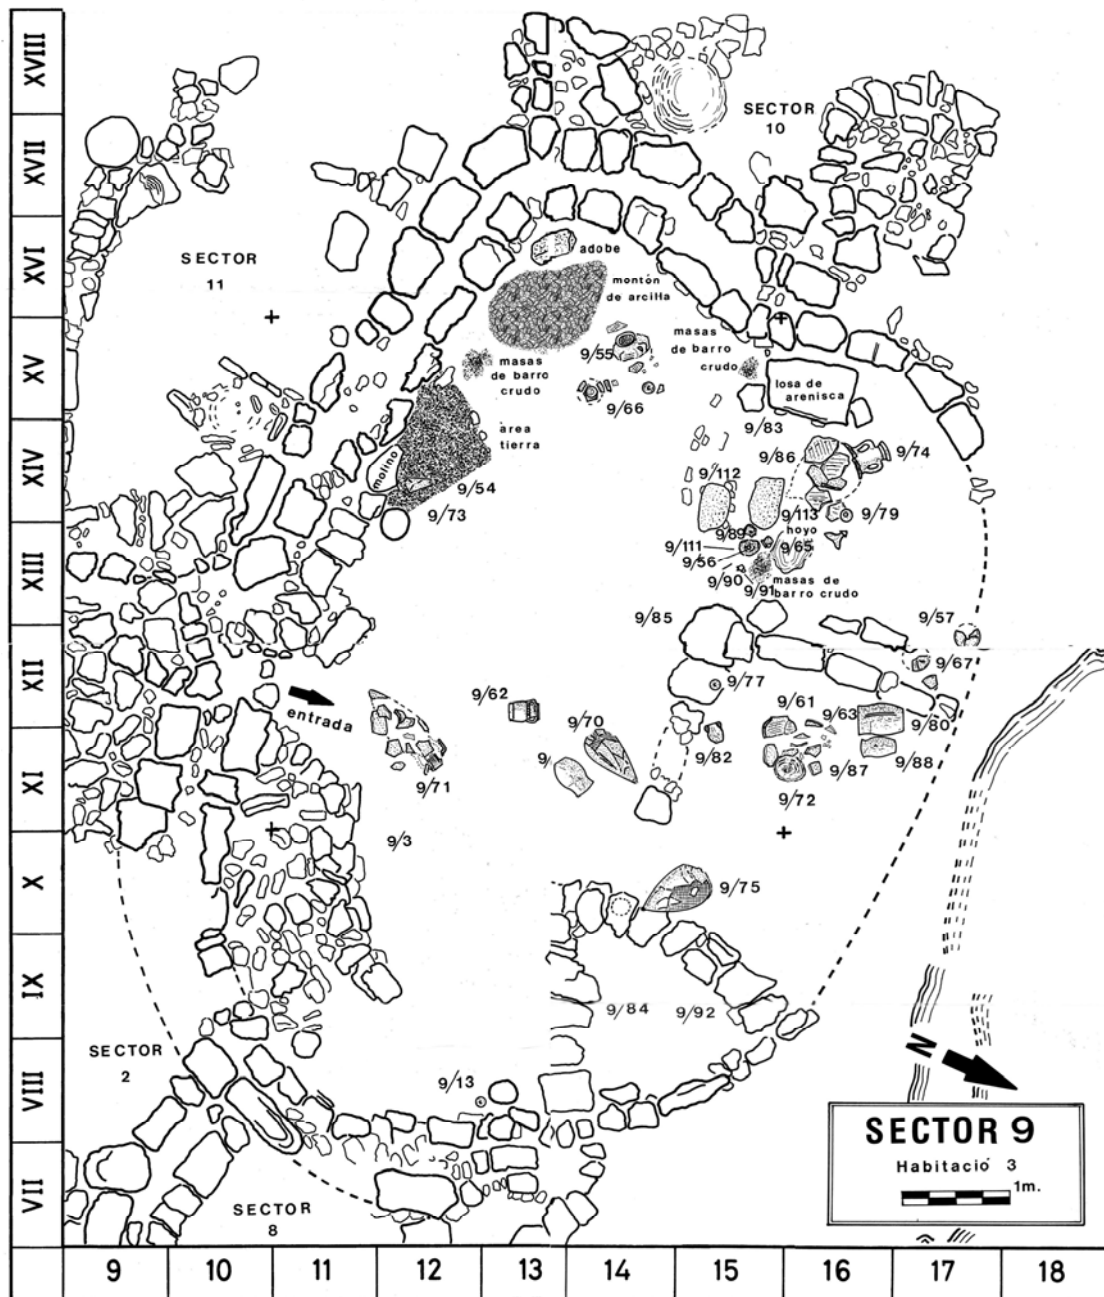 XVIII
XVII
XVI
XV
XIV
XIII
XII
XI
X
IX
VIII
VII
SECTOR
10
SECTOR
11
adobe
montón
de arcilla
9/55
masas
de barro
crudo
masas
de barro
crudo
9/66
losa de
arenisca
area
tierra
9/83
molino
9/54
9/73
9/86
9/74
9/112
9/113
9/79
9/89
hoyo
9/111
9/65
9/56
9/90
9/91
masas de
barro crudo
9/85
9/57
9/67
9/77
entrada
9/62
9/61
9/63
9/80
9/70
9/
9/82
9/88
9/87
9/71
9/72
9/3
9/75
9/84
9/92
SECTOR
2
9/13
N
SECTOR 9
Habitació 3
1m.
SECTOR
8
9 10 11 12 13 14 15 16 17 18